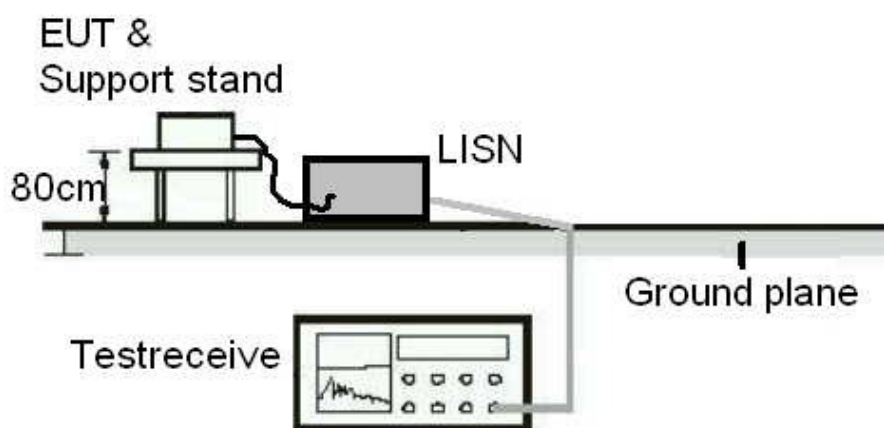 EUT &
Support stand
LISN
80cm
Ground plane
Testreceive